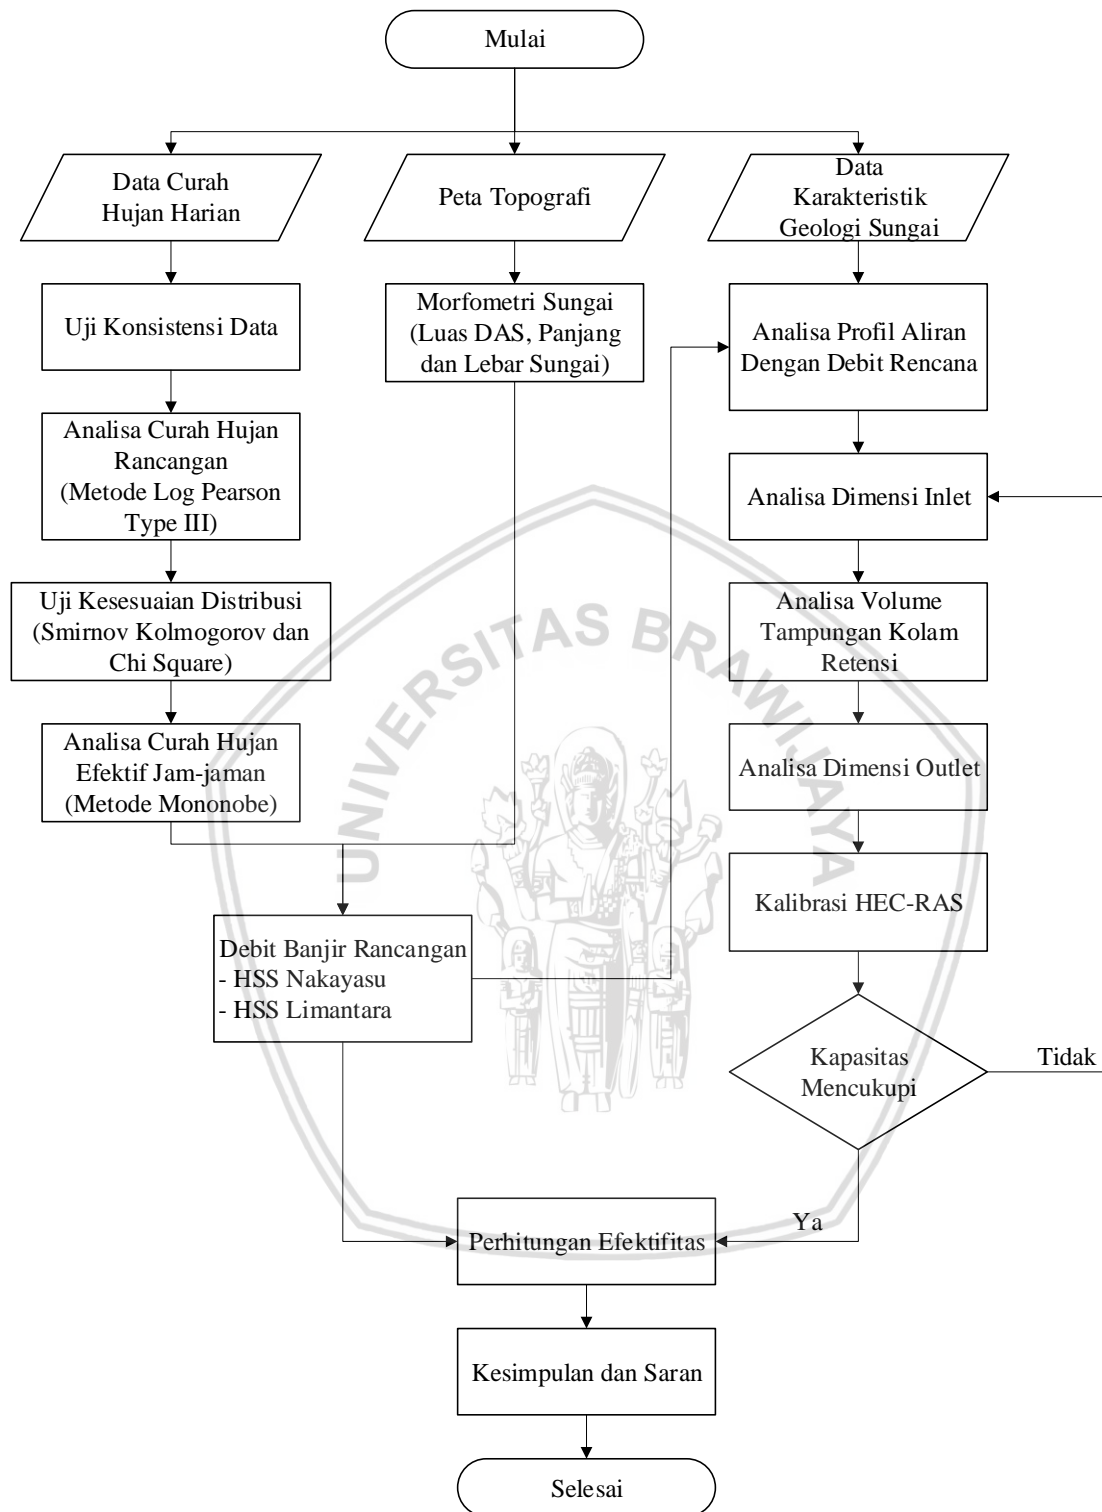 Mulai
Data Curah
Hujan Harian
Peta Topografi
Data
Karakteristik
Geologi Sungai
Uji Konsistensi Data
Morfometri Sungai
(Luas DAS, Panjang
dan Lebar Sungai)
Analisa Profil Aliran
Dengan Debit Rencana
Analisa Curah Hujan
Rancangan
(Metode Log Pearson
Type III)
Analisa Dimensi Inlet
Uji Kesesuaian Distribusi
(Smirnov Kolmogorov dan
Chi Square)
Analisa Volume
Tampungan Kolam
Retensi
Analisa Curah Hujan
Efektif Jam-jaman
(Metode Mononobe)
Analisa Dimensi Outlet
UNIVERSITAS BRAWIJAYA
Kalibrasi HEC-RAS
Debit Banjir Rancangan
- HSS Nakayasu
- HSS Limantara
Kapasitas
Mencukupi
Tidak
Ya
Perhitungan Efektifitas
Kesimpulan dan Saran
Selesai